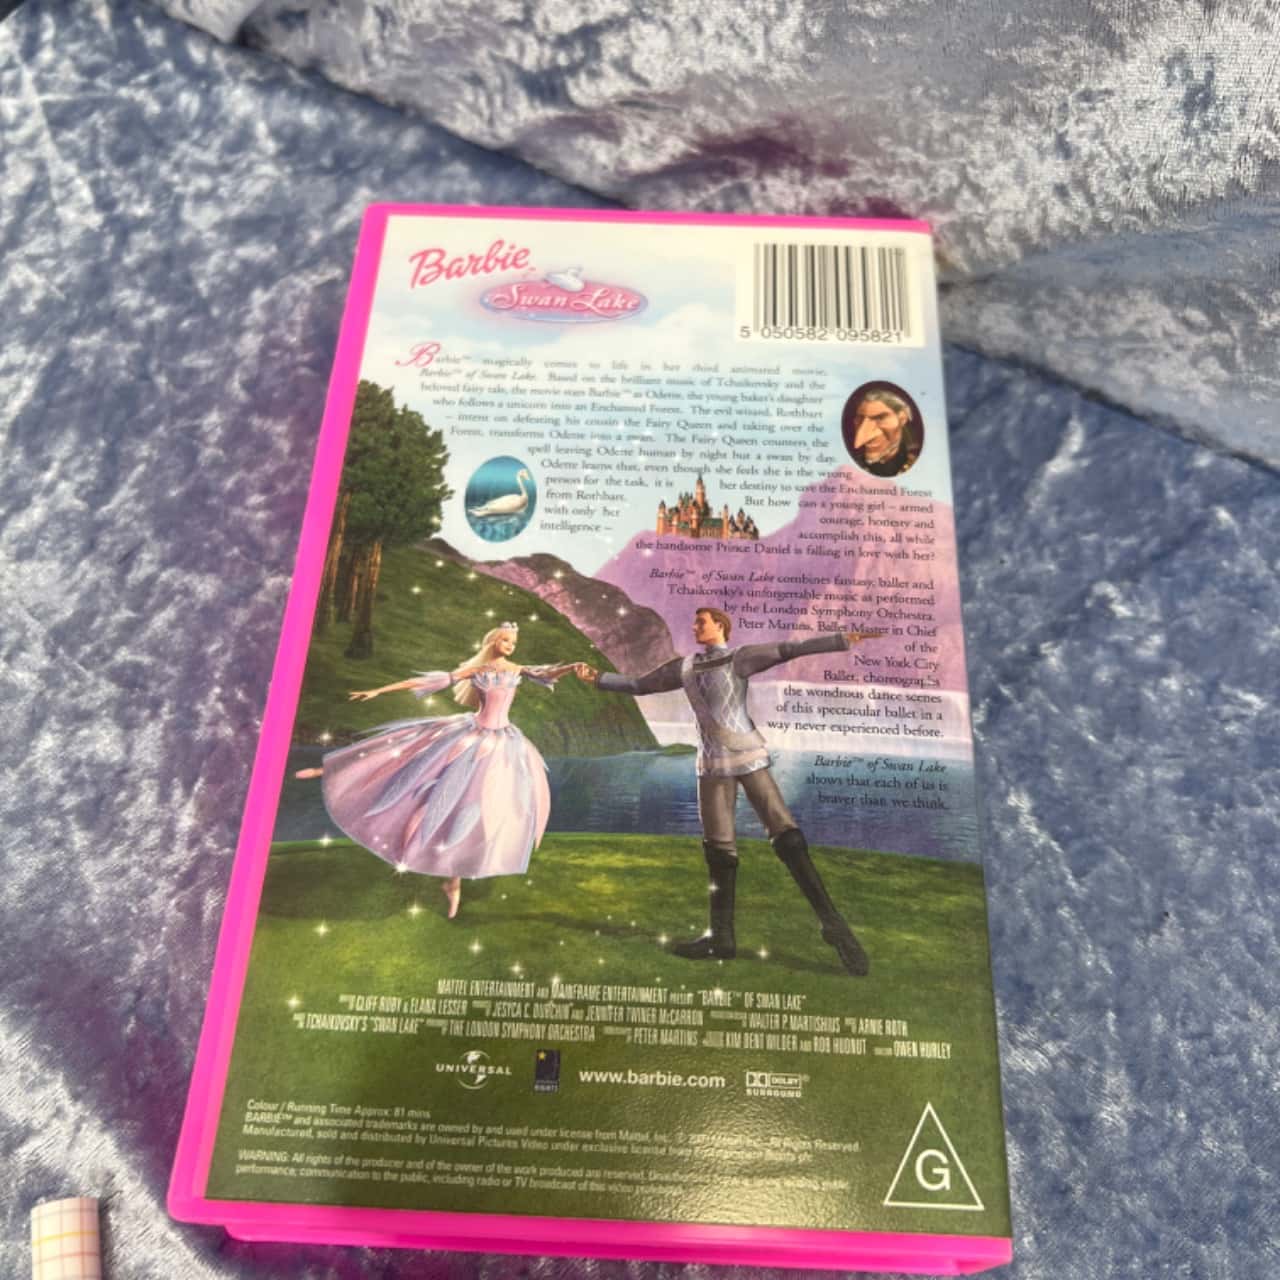 Barbie™
Swan Lake
5 050582 095821
Barbie™ magically comes to life in her third animated movie,
Barbie™ of Swan Lake. Based on the brilliant music of Tchaikovsky and the
beloved fairy tale, the movie stars Barbie™ as Odette, the young baker's daughter
who follows a unicorn into an Enchanted Forest. The evil wizard, Rothbart
– intent on defeating his cousin the Fairy Queen and taking over the
Forest, transforms Odette into a swan. The Fairy Queen counters the
spell leaving Odette human by night but a swan by day.
Odette learns that, even though she feels she is the wrong
person for the task, it is her destiny to save the Enchanted Forest
from Rothbart. But how can a young girl – armed
with only her courage, honesty and
intelligence – accomplish this, all while
the handsome Prince Daniel is falling in love with her?
Barbie™ of Swan Lake combines fantasy, ballet and
Tchaikovsky's unforgettable music as performed
by the London Symphony Orchestra.
Peter Martins, Ballet Master in Chief
of the
New York City
Ballet, choreographs
the wondrous dance scenes
of this spectacular ballet in a
way never experienced before.
Barbie™ of Swan Lake
shows that each of us is
braver than we think.
MATTEL ENTERTAINMENT AND MAINFRAME ENTERTAINMENT PRESENT "BARBIE™ OF SWAN LAKE"
CLIFF RUBY & ELANA LESSER JESYCA C. DURCHIN AND JENNIFER TWINER McCARRON WALTER P. MARTISHIUS ARNIE ROTH
TCHAIKOVSKY'S "SWAN LAKE" THE LONDON SYMPHONY ORCHESTRA PETER MARTINS KIM DENT WILDER AND ROB HUDNUT OWEN HURLEY
UNIVERSAL
RIGHTS
www.barbie.com
DOLBY®
SURROUND
Colour / Running Time Approx: 81 mins
BARBIE™ and associated trademarks are owned by and used under license from Mattel, Inc. © All Rights Reserved.
Manufactured, sold and distributed by Universal Pictures Video under exclusive license from
WARNING: All rights of the producer and of the owner of the work produced are reserved.
performance, communication to the public, including radio or TV broadcast of this video
G